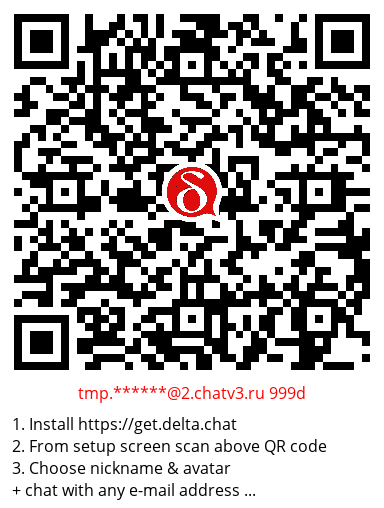 δ
tmp.******@2.chatv3.ru 999d
1. Install https://get.delta.chat
2. From setup screen scan above QR code
3. Choose nickname & avatar
+ chat with any e-mail address ...